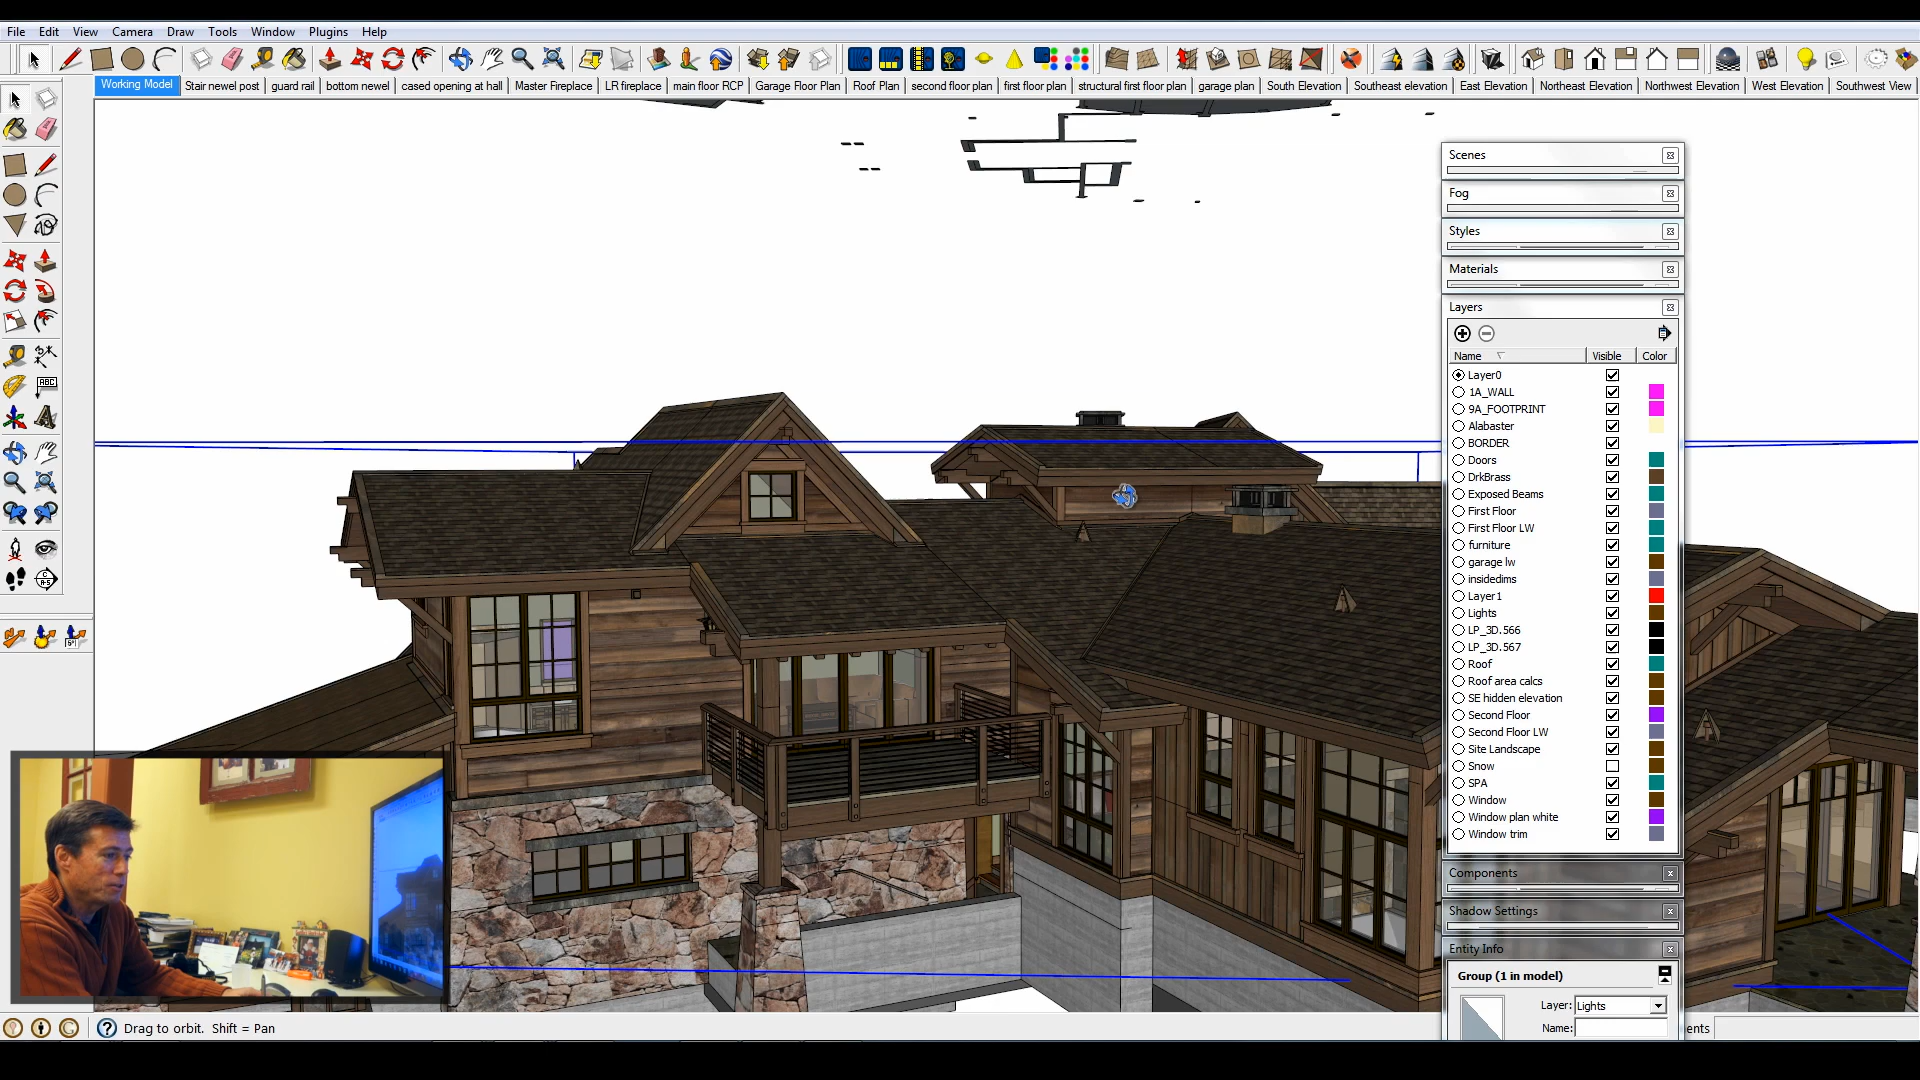 File Edit View Camera Draw Tools Window Plugins Help
Working Model Stair newel post guard rail bottom newel cased opening at hall Master Fireplace LR fireplace main floor RCP Garage Floor Plan Roof Plan second floor plan first floor plan structural first floor plan garage plan South Elevation Southeast elevation East Elevation Northeast Elevation Northwest Elevation West Elevation Southwest View
Scenes
Fog
Styles
Materials
Layers
Name Visible Color
Layer0
1A_WALL
9A_FOOTPRINT
Alabaster
BORDER
Doors
DrkBrass
Exposed Beams
First Floor
First Floor LW
furniture
garage lw
insidedims
Layer1
Lights
LP_3D.566
LP_3D.567
Roof
Roof area calcs
SE hidden elevation
Second Floor
Second Floor LW
Site Landscape
Snow
SPA
Window
Window plan white
Window trim
Components
Shadow Settings
Entity Info
Group (1 in model)
Layer: Lights
Name:
ABC
Drag to orbit. Shift = Pan
ents